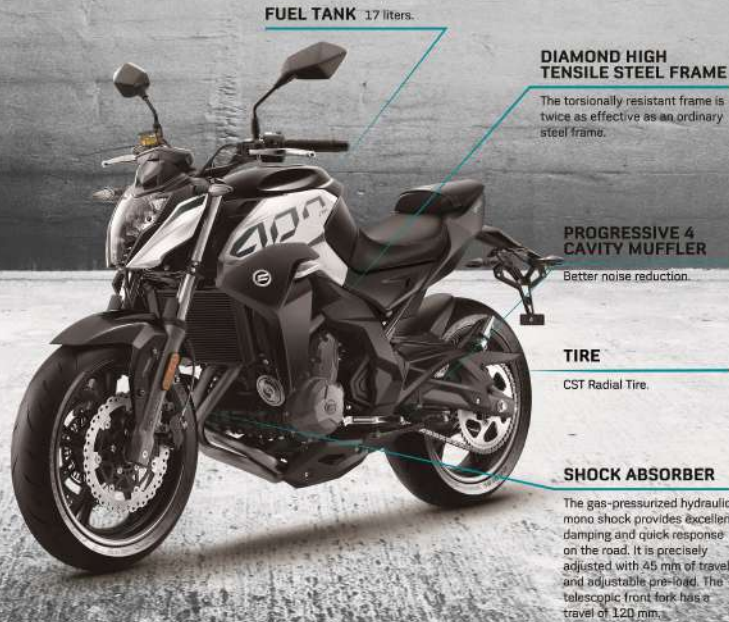 FUEL TANK 17 liters.
DIAMOND HIGH
TENSILE STEEL FRAME
The torsionally resistant frame is
twice as effective as an ordinary
steel frame.
400
PROGRESSIVE 4
CAVITY MUFFLER
Better noise reduction.
TIRE
CST Radial Tire.
SHOCK ABSORBER
The gas-pressurized hydraulic
mono shock provides excellen
damping and quick response
on the road. It is precisely
adjusted with 45 mm of travel
and adjustable pre-load. The
telescopic front fork has a
travel of 120 mm.